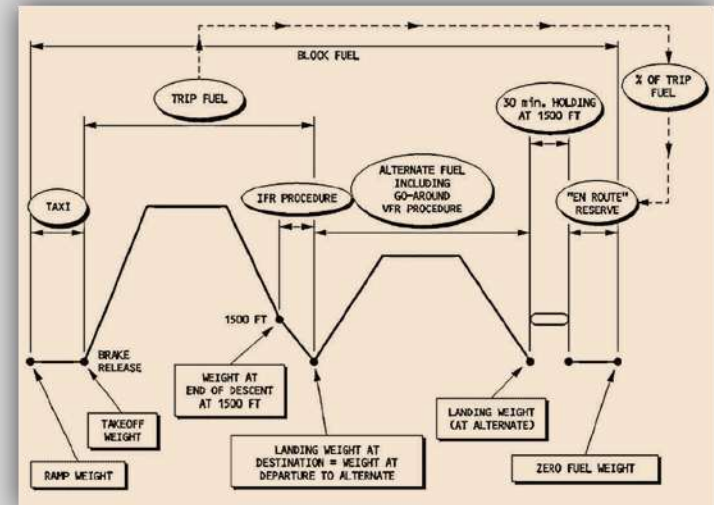 BLOCK FUEL
TRIP FUEL
30 min. HOLDING
AT 1500 FT
% OF TRIP
FUEL
TAXI
IFR PROCEDURE
ALTERNATE FUEL
INCLUDING
GO-AROUND
VFR PROCEDURE
"EN ROUTE"
RESERVE
1500 FT
BRAKE
RELEASE
WEIGHT AT
END OF DESCENT
AT 1500 FT
TAKEOFF
WEIGHT
LANDING WEIGHT
(AT ALTERNATE)
RAMP WEIGHT
LANDING WEIGHT AT
DESTINATION = WEIGHT AT
DEPARTURE TO ALTERNATE
ZERO FUEL WEIGHT